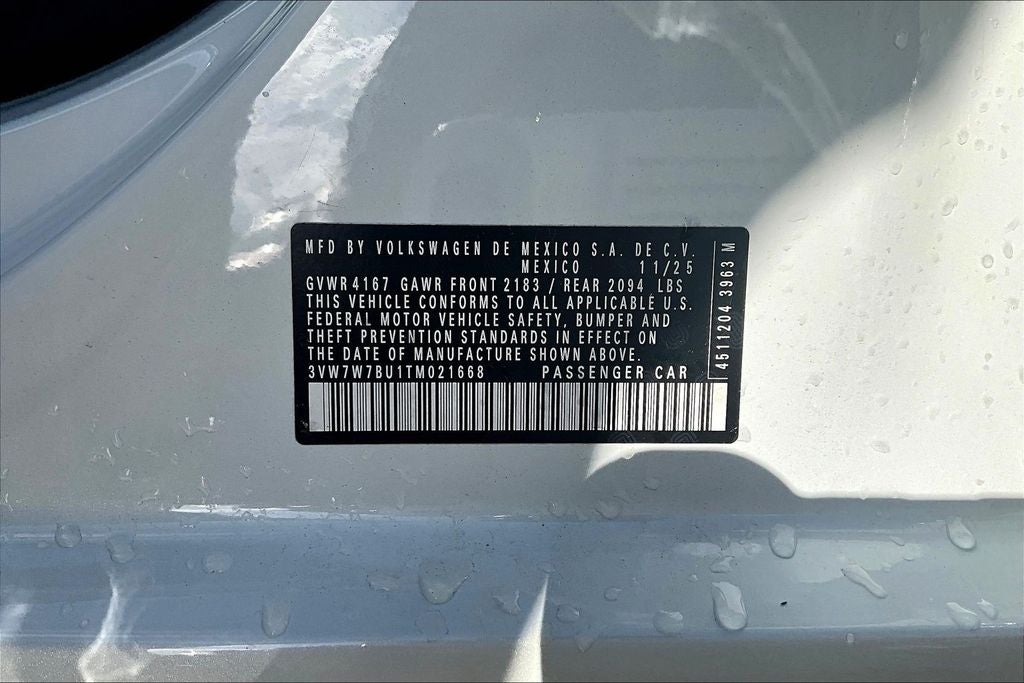 MFD BY VOLKSWAGEN DE MEXICO S.A. DE C.V.
MEXICO 11/25
GVWR 4167 GAWR FRONT 2183 / REAR 2094 LBS
THIS VEHICLE CONFORMS TO ALL APPLICABLE U.S.
FEDERAL MOTOR VEHICLE SAFETY, BUMPER AND
THEFT PREVENTION STANDARDS IN EFFECT ON
THE DATE OF MANUFACTURE SHOWN ABOVE.
3VW7W7BU1TM021668 PASSENGER CAR
4511204 3963 M